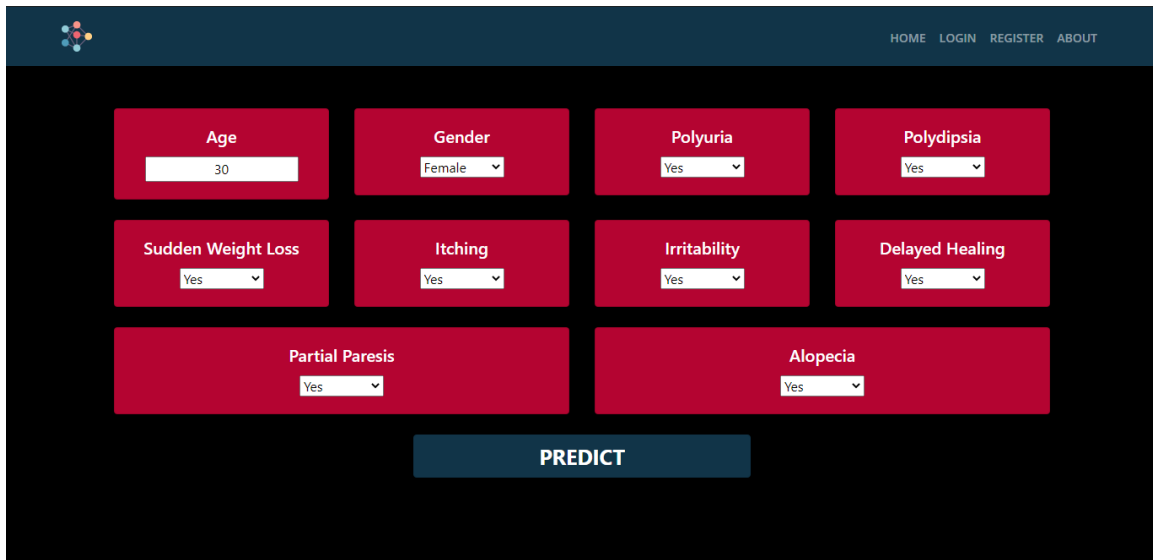 HOME LOGIN REGISTER ABOUT
Age Gender Polyuria Polydipsia
30 Female Yes Yes
Sudden Weight Loss Itching Irritability Delayed Healing
Yes Yes Yes Yes
Partial Paresis Alopecia
Yes Yes
PREDICT